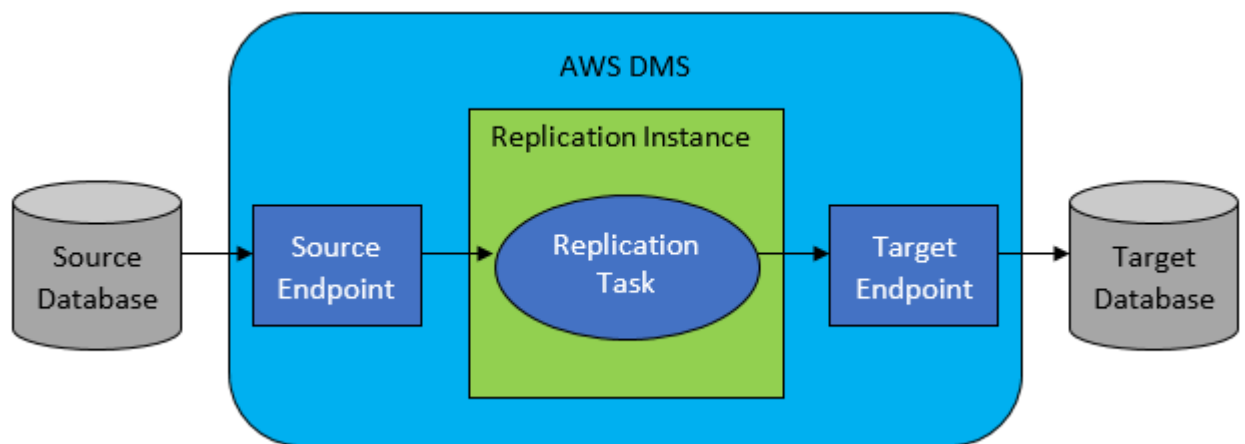 AWS DMS
Replication Instance
Source
Database
Source
Endpoint
Replication
Task
Target
Endpoint
Target
Database